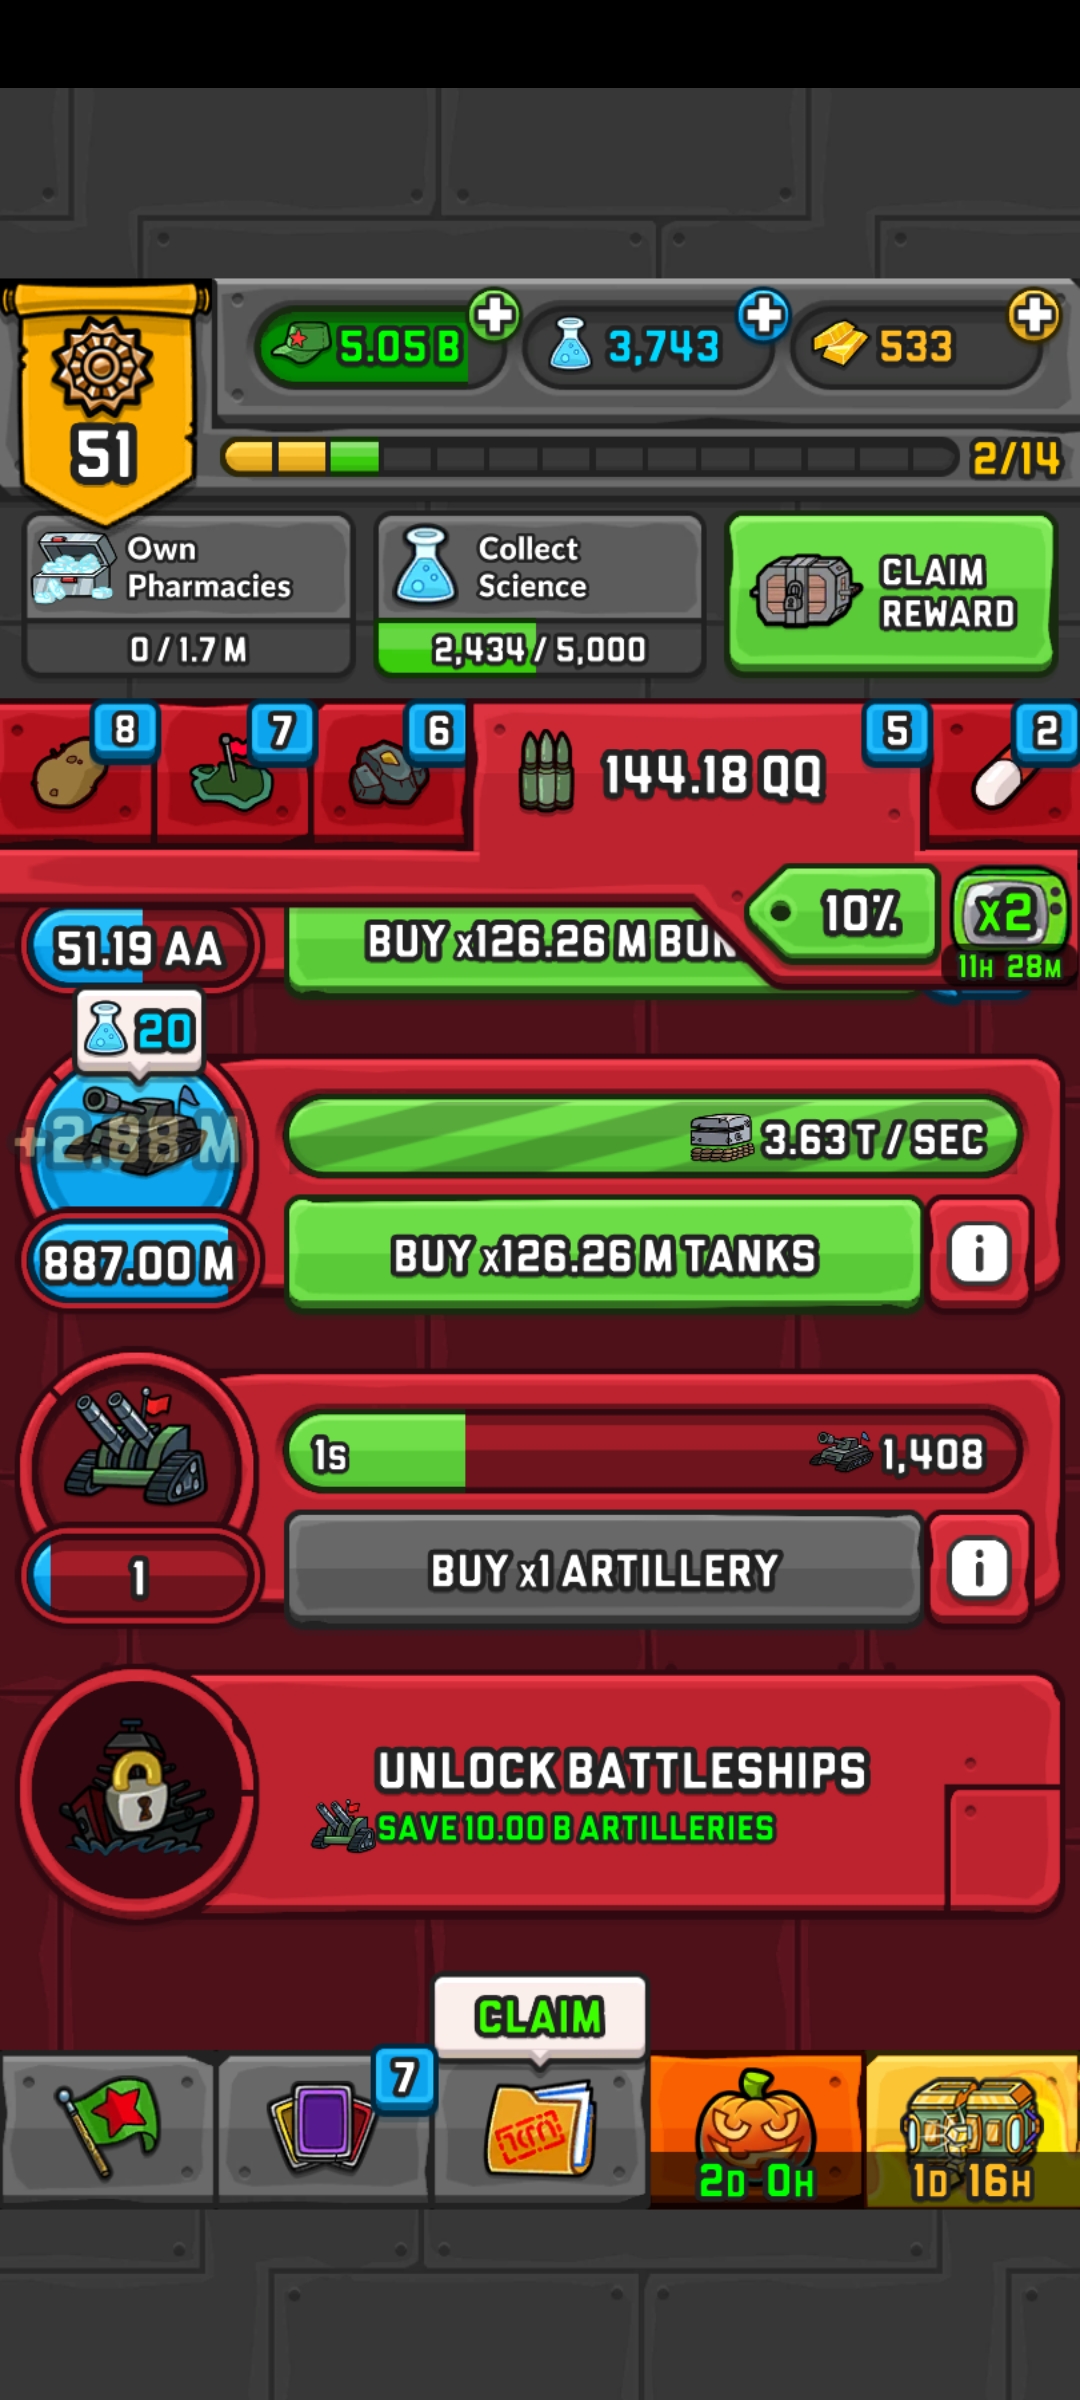 5.05 B
3,743
533
51
2/14
Own
Pharmacies
0 / 1.7 M
Collect
Science
2,434 / 5,000
CLAIM
REWARD
8
7
6
144.18 QQ
5
2
51.19 AA
BUY x126.26 M BUN
10%
x2
11H 28M
20
+2.88 M
3.63 T / SEC
887.00 M
BUY x126.26 M TANKS
i
1s
1,408
1
BUY x1 ARTILLERY
i
UNLOCK BATTLESHIPS
SAVE 10.00 B ARTILLERIES
CLAIM
7
2D 0H
1D 16H